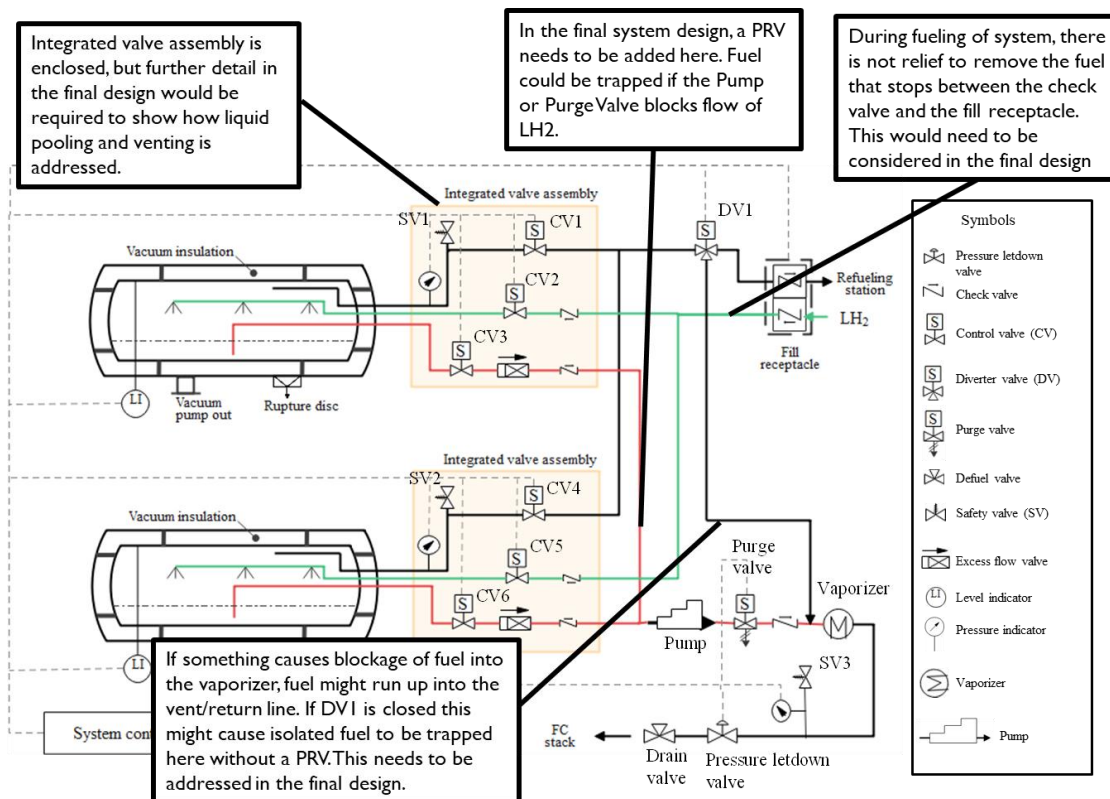 Integrated valve assembly is
enclosed, but further detail in
the final design would be
required to show how liquid
pooling and venting is
addressed.
In the final system design, a PRV
needs to be added here. Fuel
could be trapped if the Pump
or Purge Valve blocks flow of
LH2.
During fueling of system, there
is not relief to remove the fuel
that stops between the check
valve and the fill receptacle.
This would need to be
considered in the final design
Integrated valve assembly
SV1
CV1
DV1
Vacuum insulation
CV2
CV3
Refueling
station
LH2
Fill
receptacle
LI
Vacuum
pump out
Rupture disc
Integrated valve assembly
SV2
CV4
Vacuum insulation
CV5
CV6
Purge
valve
Vaporizer
Pump
SV3
LI
If something causes blockage of fuel into
the vaporizer, fuel might run up into the
vent/return line. If DV1 is closed this
might cause isolated fuel to be trapped
here without a PRV. This needs to be
addressed in the final design.
System cont
FC
stack
Drain
valve
Pressure letdown
valve
S
S
S
S
S
S
S
S
M
Symbols
Pressure letdown
valve
Check valve
S
Control valve (CV)
S
Diverter valve (DV)
S
Purge valve
Defuel valve
Safety valve (SV)
Excess flow valve
LI
Level indicator
Pressure indicator
Vaporizer
Pump